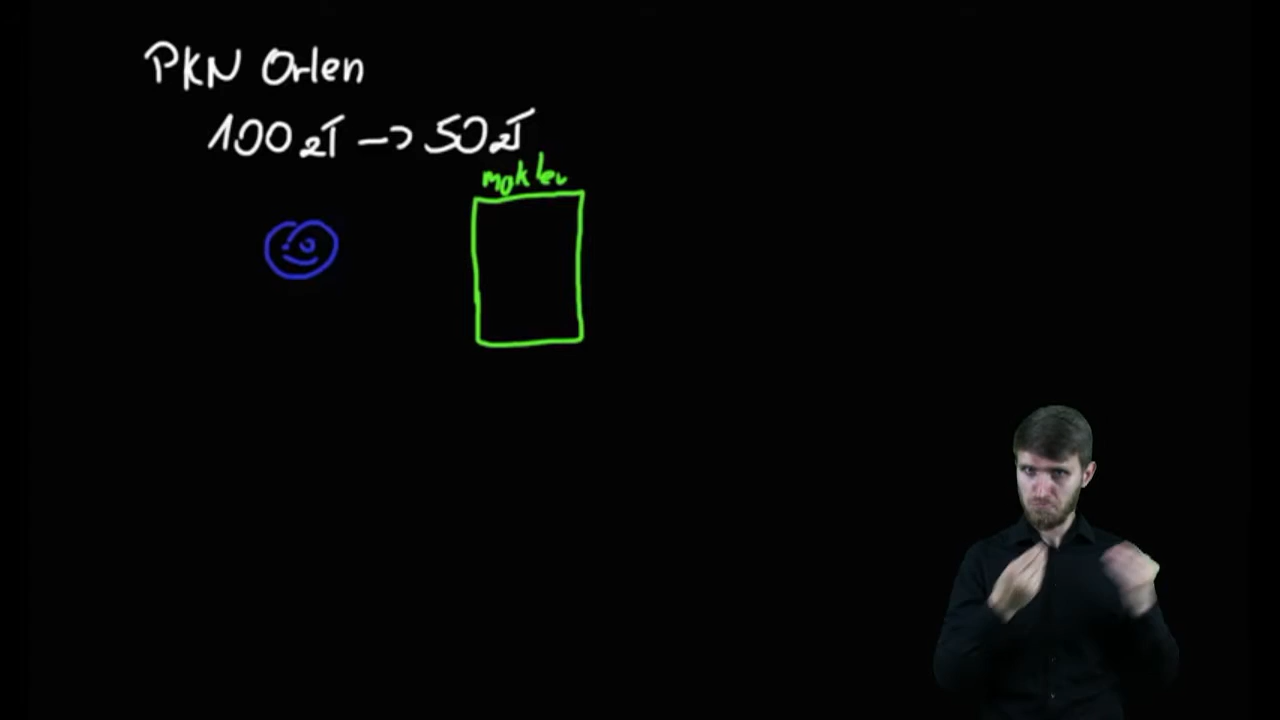 PKN Orlen
100 zł → 50 zł
makler